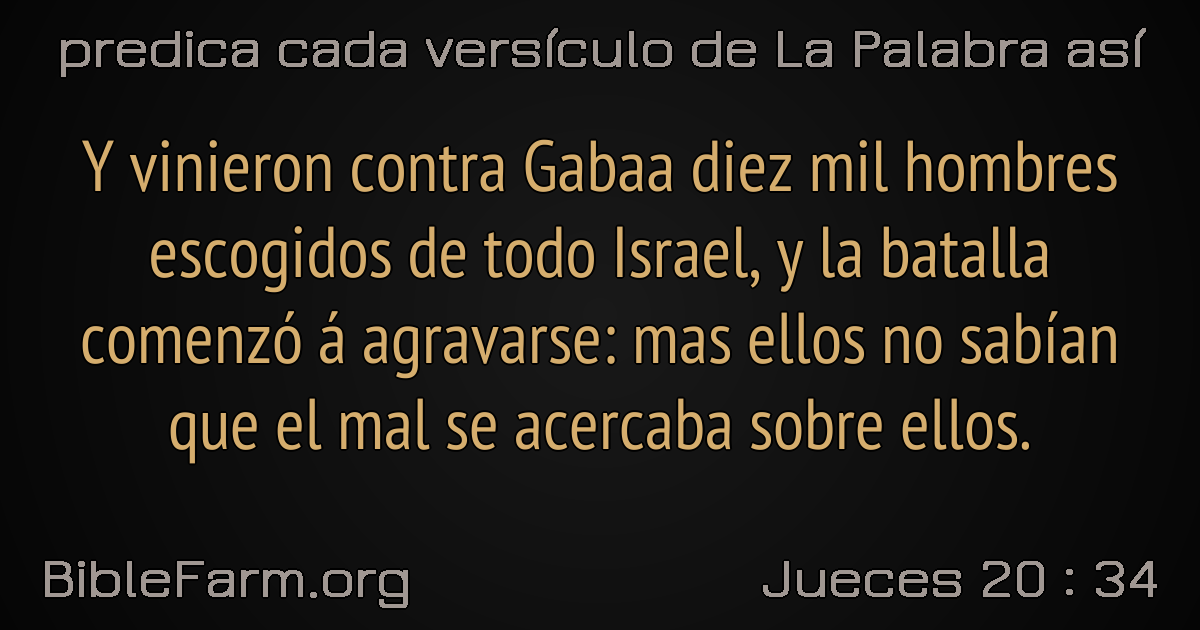 predica cada versículo de La Palabra así
Y vinieron contra Gabaa diez mil hombres
escogidos de todo Israel, y la batalla
comenzó á agravarse: mas ellos no sabían
que el mal se acercaba sobre ellos.
BibleFarm.org
Jueces 20 : 34